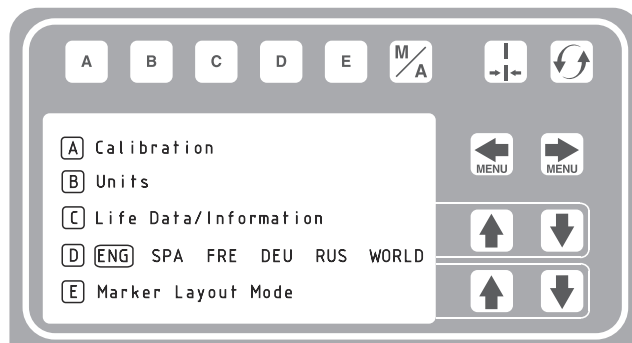 A B C D E M/A
MENU MENU
A Calibration
B Units
C Life Data/Information
D ENG SPA FRE DEU RUS WORLD
E Marker Layout Mode